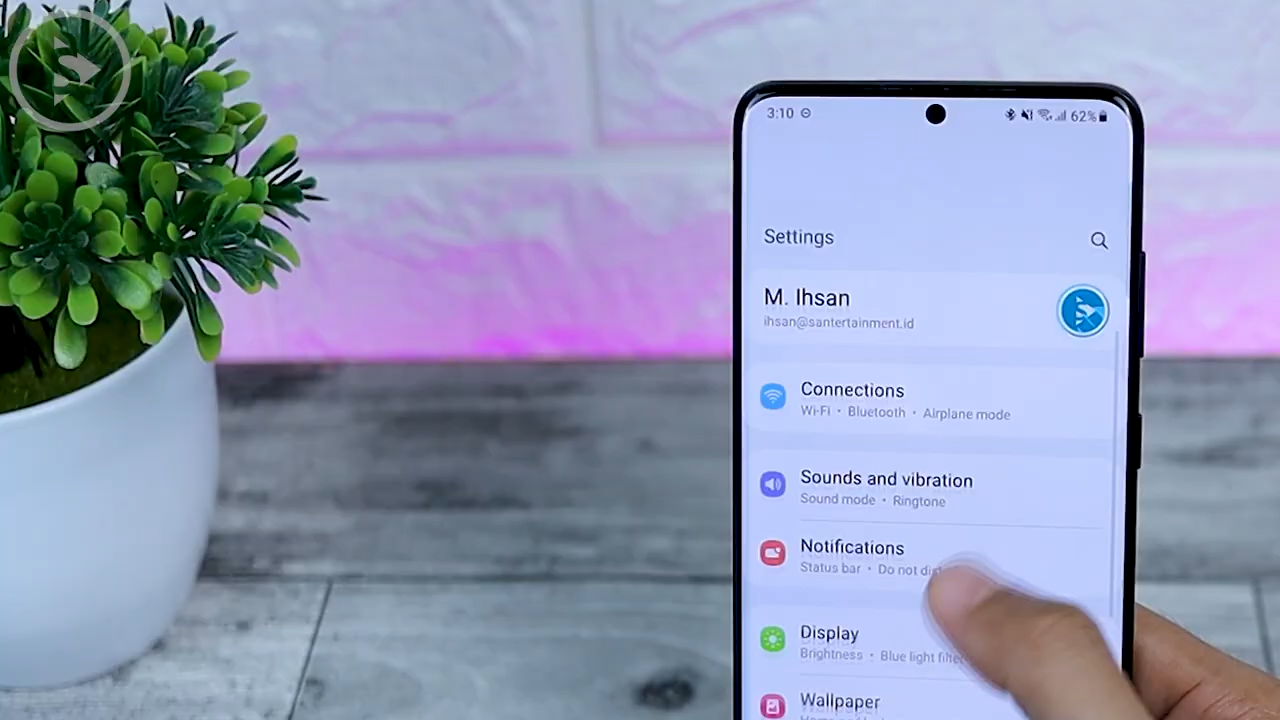 3:10
62%
Settings
M. Ihsan
ihsan@santertainment.id
Connections
Wi-Fi • Bluetooth • Airplane mode
Sounds and vibration
Sound mode • Ringtone
Notifications
Status bar • Do not
Display
Brightness • Blue light filter
Wallpaper